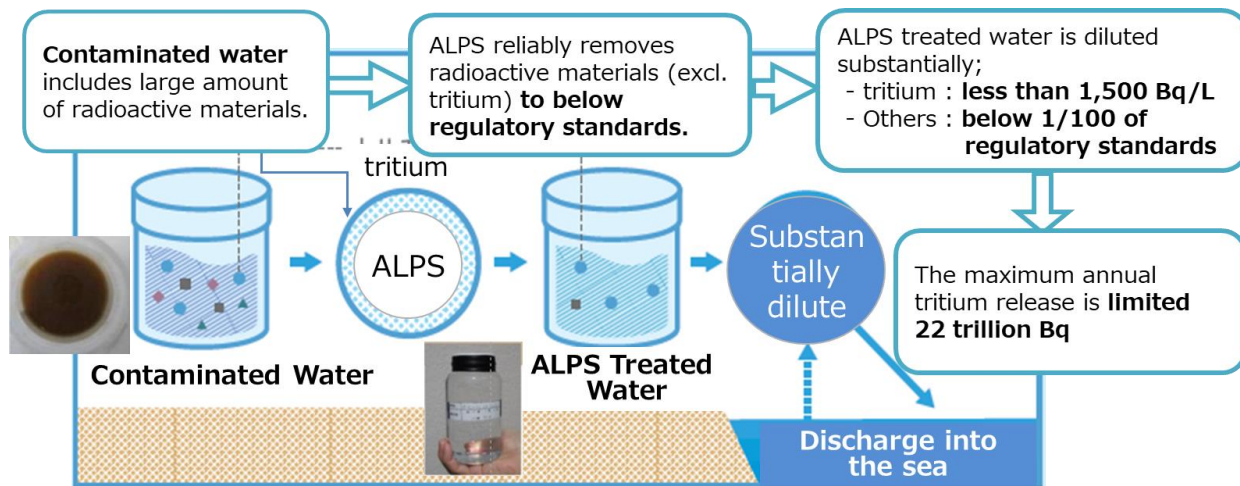 Contaminated water
includes large amount
of radioactive materials.
ALPS reliably removes
radioactive materials (excl.
tritium) to below
regulatory standards.
ALPS treated water is diluted
substantially;
- tritium : less than 1,500 Bq/L
- Others : below 1/100 of
regulatory standards
tritium
ALPS
Substan
tially
dilute
The maximum annual
tritium release is limited
22 trillion Bq
Contaminated Water
ALPS Treated
Water
Discharge into
the sea